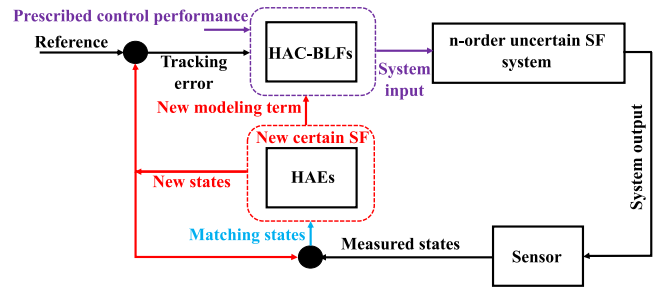 Prescribed control performance
Reference
Tracking
error
HAC-BLFs
System
input
n-order uncertain SF
system
New modeling term
New certain SF
HAEs
New states
System output
Matching states
Measured states
Sensor